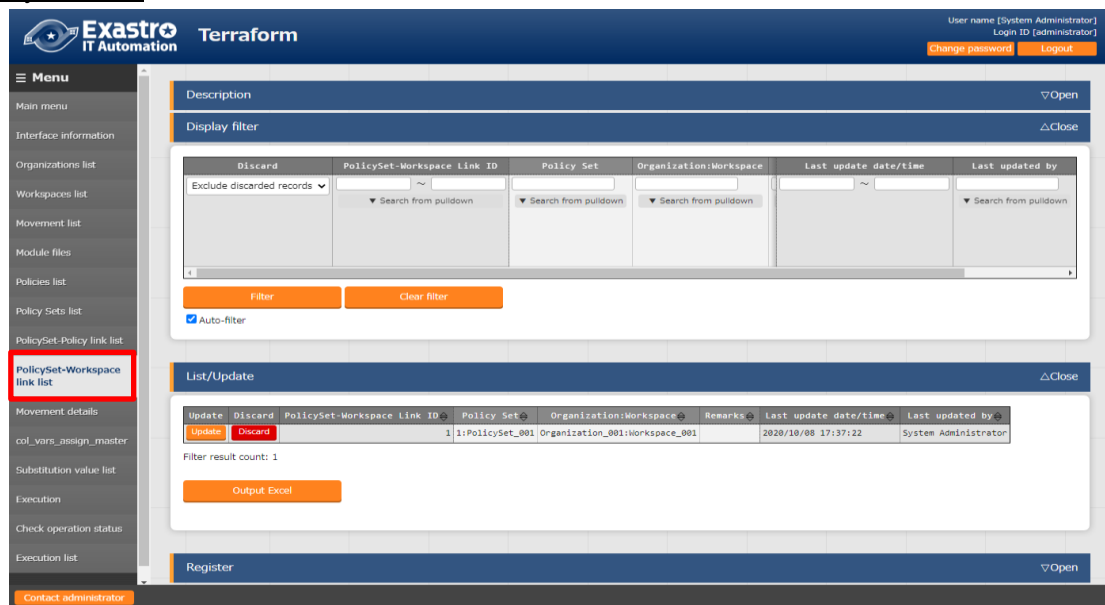 Exastro
IT Automation
Terraform
User name [System Administrator]
Login ID [administrator]
Change password
Logout
☰ Menu
Main menu
Interface information
Organizations list
Workspaces list
Movement list
Module files
Policies list
Policy Sets list
PolicySet-Policy link list
PolicySet-Workspace
link list
Movement details
col_vars_assign_master
Substitution value list
Execution
Check operation status
Execution list
Contact administrator
Description ▽Open
Display filter △Close
Discard PolicySet-Workspace Link ID Policy Set Organization:Workspace Last update date/time Last updated by
Exclude discarded records ~ ~
▼ Search from pulldown ▼ Search from pulldown ▼ Search from pulldown ▼ Search from pulldown
Filter Clear filter
Auto-filter
List/Update △Close
Update Discard PolicySet-Workspace Link ID Policy Set Organization:Workspace Remarks Last update date/time Last updated by
Update Discard 1 1:PolicySet_001 Organization_001:Workspace_001 2020/10/08 17:37:22 System Administrator
Filter result count: 1
Output Excel
Register ▽Open